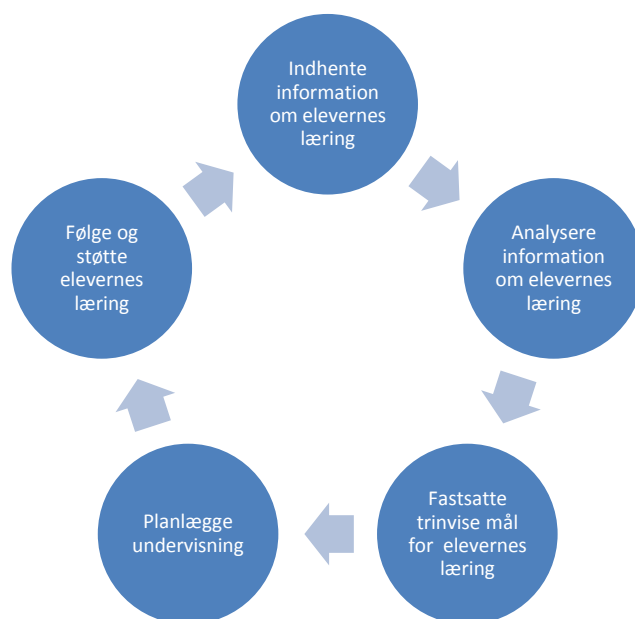 Indhente
information
om elevernes
læring
Analysere
information
om elevernes
læring
Fastsatte
trinvise mål
for elevernes
læring
Planlægge
undervisning
Følge og
støtte
elevernes
læring